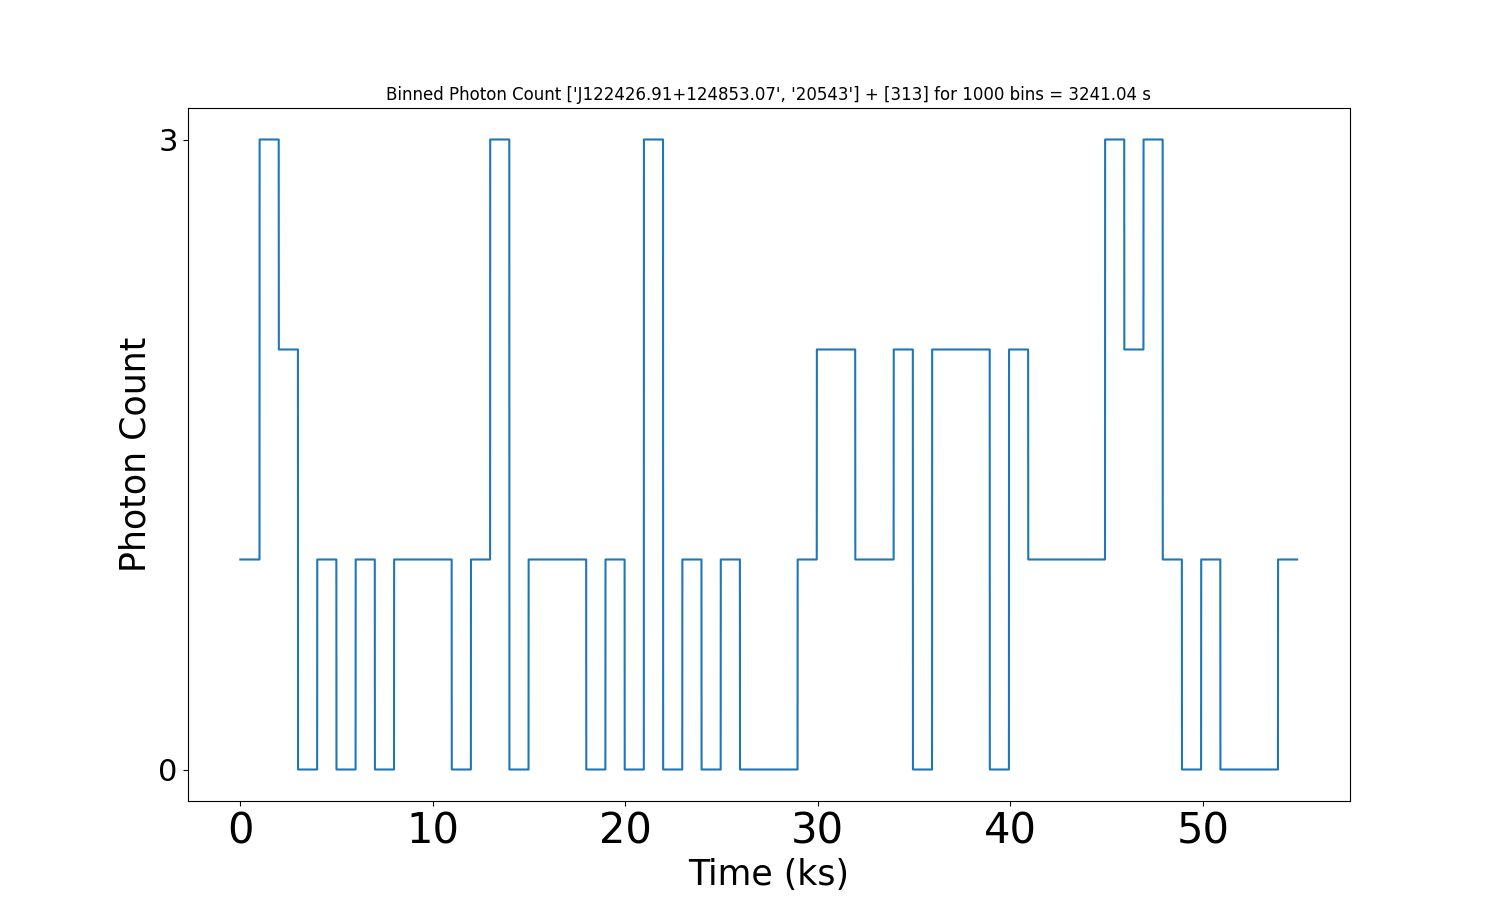 Binned Photon Count ['J122426.91+124853.07', '20543'] + [313] for 1000 bins = 3241.04 s
3
0
Photon Count
0 10 20 30 40 50
Time (ks)